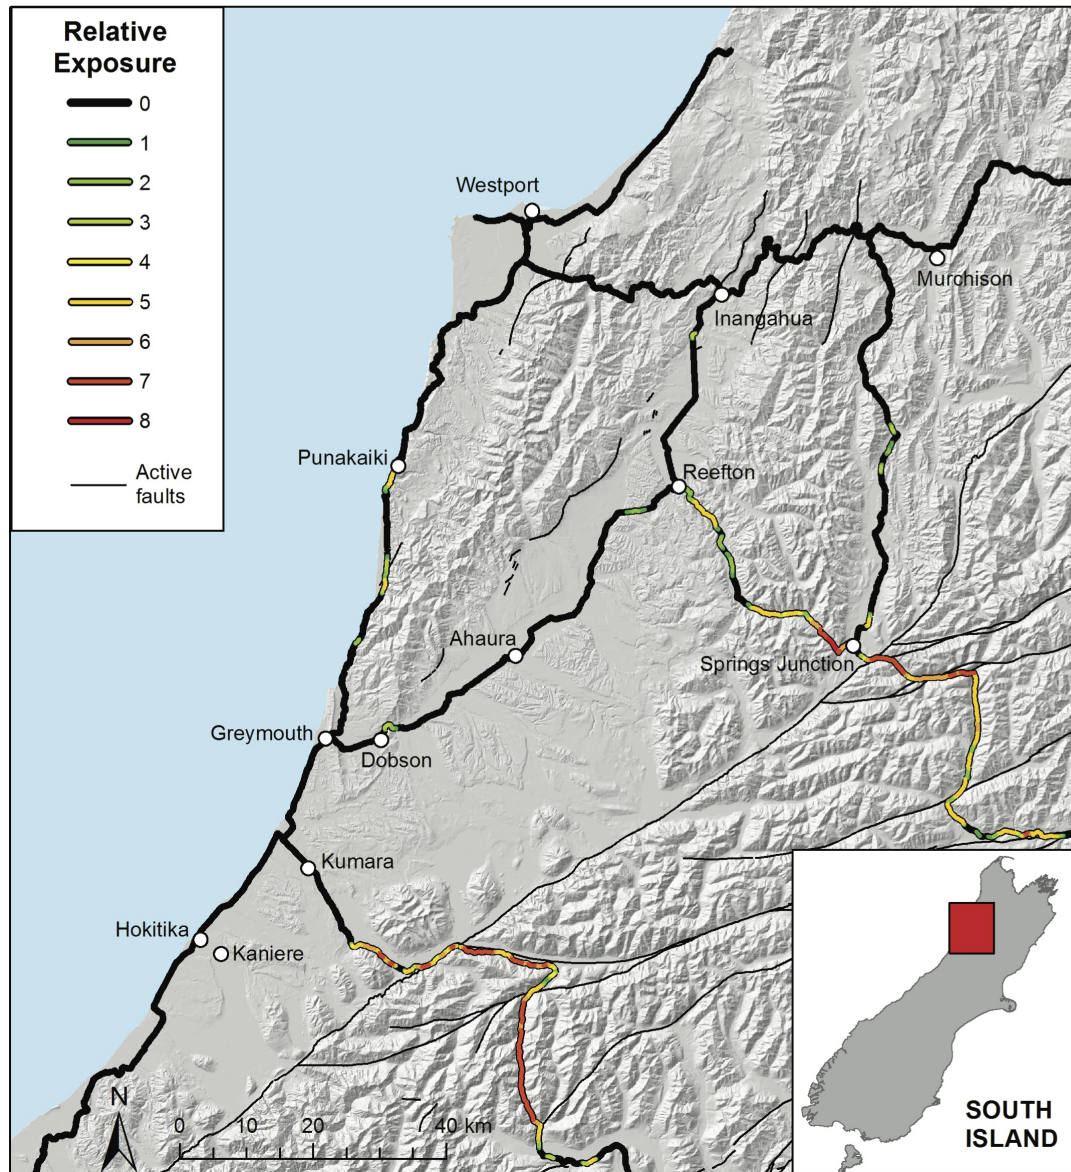 Relative
Exposure
0
1
2
3
4
5
6
7
8
Active
faults
Westport
Murchison
Inangahua
Punakaiki
Reefton
Ahaura
Springs Junction
Greymouth
Dobson
Kumara
Hokitika
Kaniere
N
0 10 20 40 km
SOUTH
ISLAND